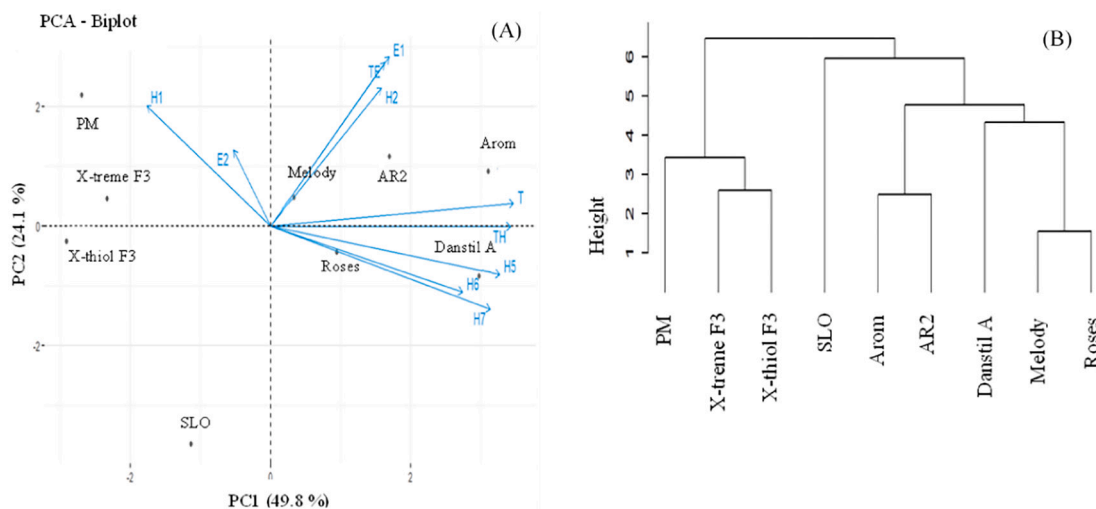 PCA - Biplot
(A)
E1
TE
H2
H1
PM
E2
Melody
AR2
Arom
X-treme F3
T
TH
X-thiol F3
Roses
Danstil A
H5
H6
H7
SLO
2
0
-2
-2
0
2
PC2 (24.1 %)
PC1 (49.8 %)
(B)
Height
6
5
4
3
2
1
PM
X-treme F3
X-thiol F3
SLO
Arom
AR2
Danstil A
Melody
Roses